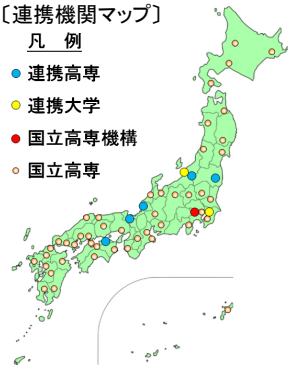 〔連携機関マップ〕
凡　例
連携高専
連携大学
国立高専機構
国立高専